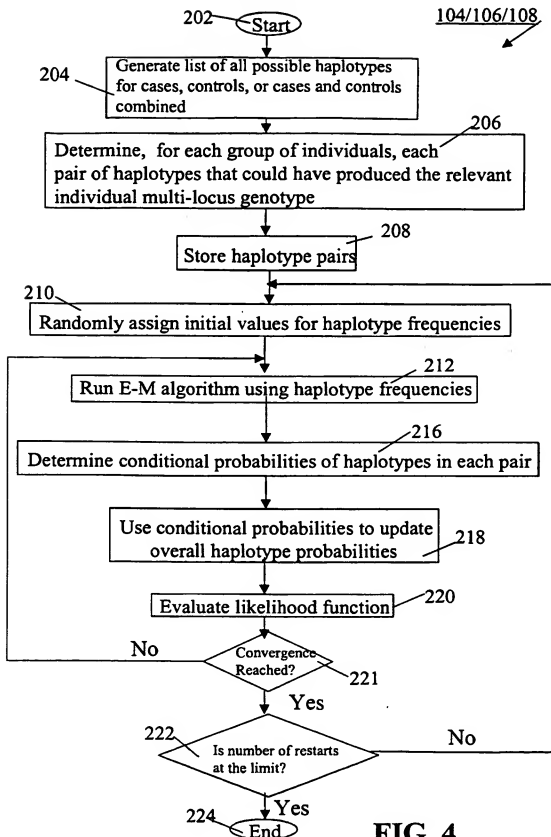 202
Start
104/106/108
204
Generate list of all possible haplotypes
for cases, controls, or cases and controls
combined
206
Determine, for each group of individuals, each
pair of haplotypes that could have produced the relevant
individual multi-locus genotype
208
Store haplotype pairs
210
Randomly assign initial values for haplotype frequencies
212
Run E-M algorithm using haplotype frequencies
216
Determine conditional probabilities of haplotypes in each pair
Use conditional probabilities to update
overall haplotype probabilities
218
Evaluate likelihood function
220
No
Convergence
Reached?
221
Yes
222
Is number of restarts
at the limit?
No
Yes
224
End
FIG. 4